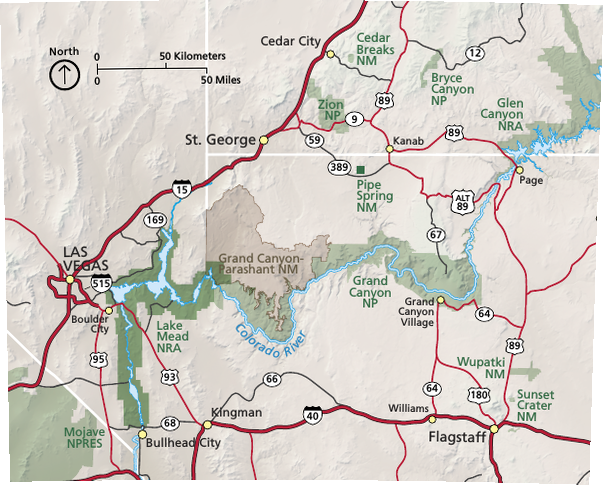 North
0
50 Kilometers
0
50 Miles
Cedar City
Cedar
Breaks
NM
12
Bryce
Canyon
NP
89
Glen
Canyon
NRA
Zion
NP
9
St. George
59
Kanab
89
389
Pipe
Spring
NM
Page
ALT
89
15
169
67
LAS
VEGAS
515
Grand Canyon-
Parashant NM
Grand
Canyon
NP
Boulder
City
Grand
Canyon
Village
64
Lake
Mead
NRA
Colorado River
95
93
89
Wupatki
NM
66
64
180
Sunset
Crater
NM
Mojave
NPRES
68
Kingman
40
Williams
Bullhead City
Flagstaff